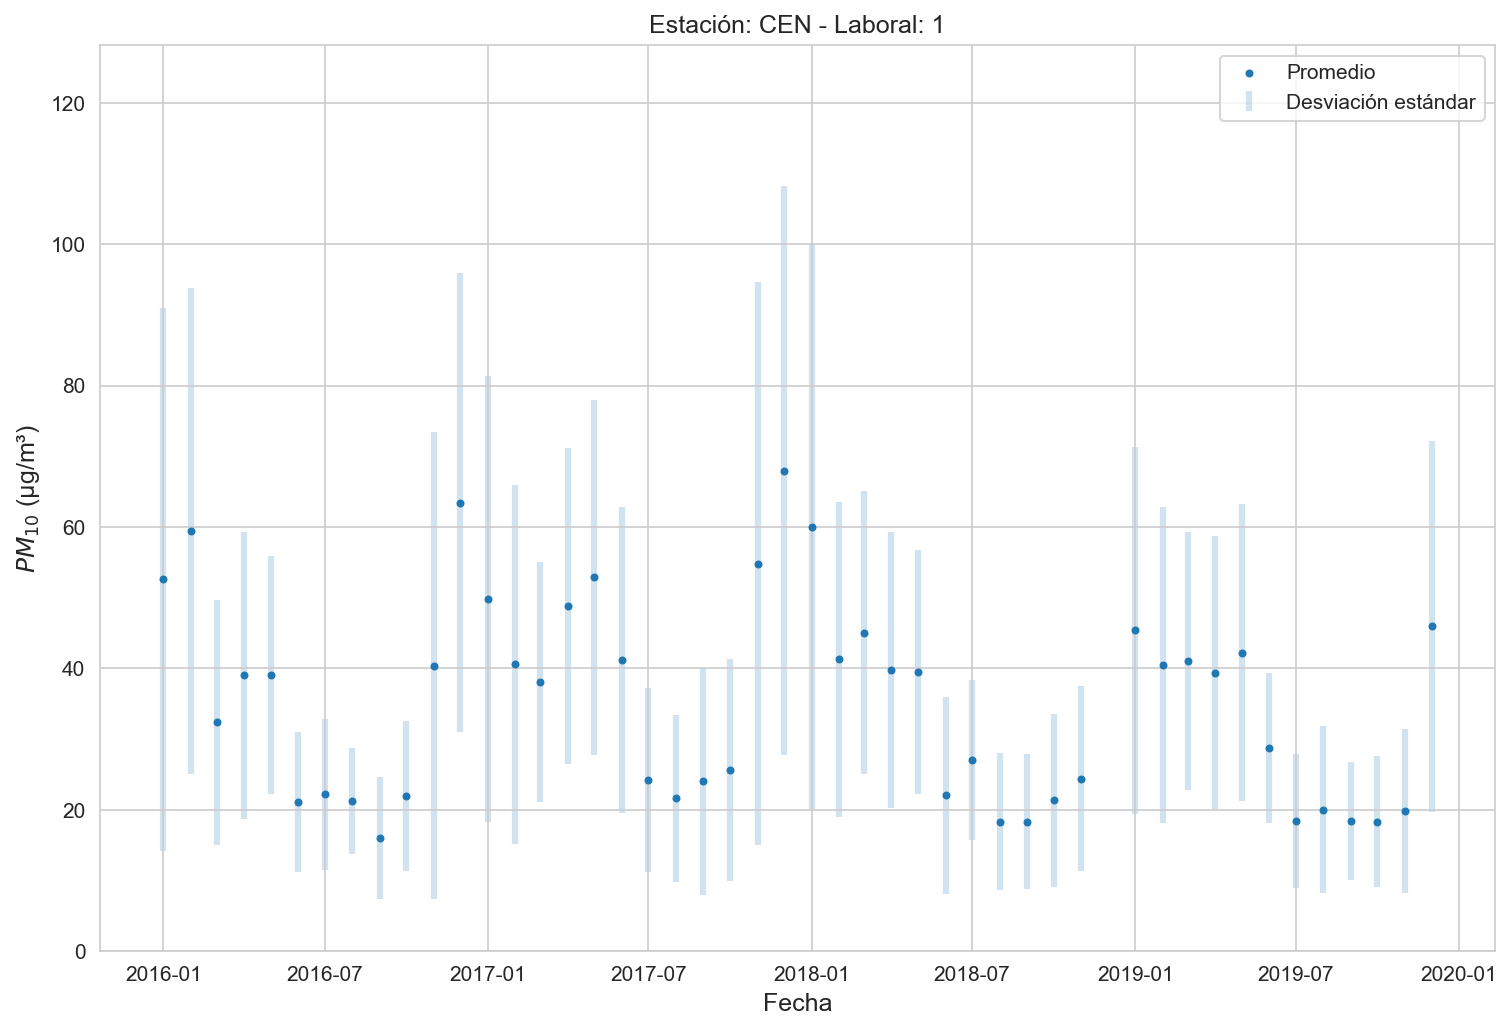 Estación: CEN - Laboral: 1
Promedio
Desviación estándar
120
100
80
60
40
20
0
PM₁₀ (µg/m³)
2016-01 2016-07 2017-01 2017-07 2018-01 2018-07 2019-01 2019-07 2020-01
Fecha